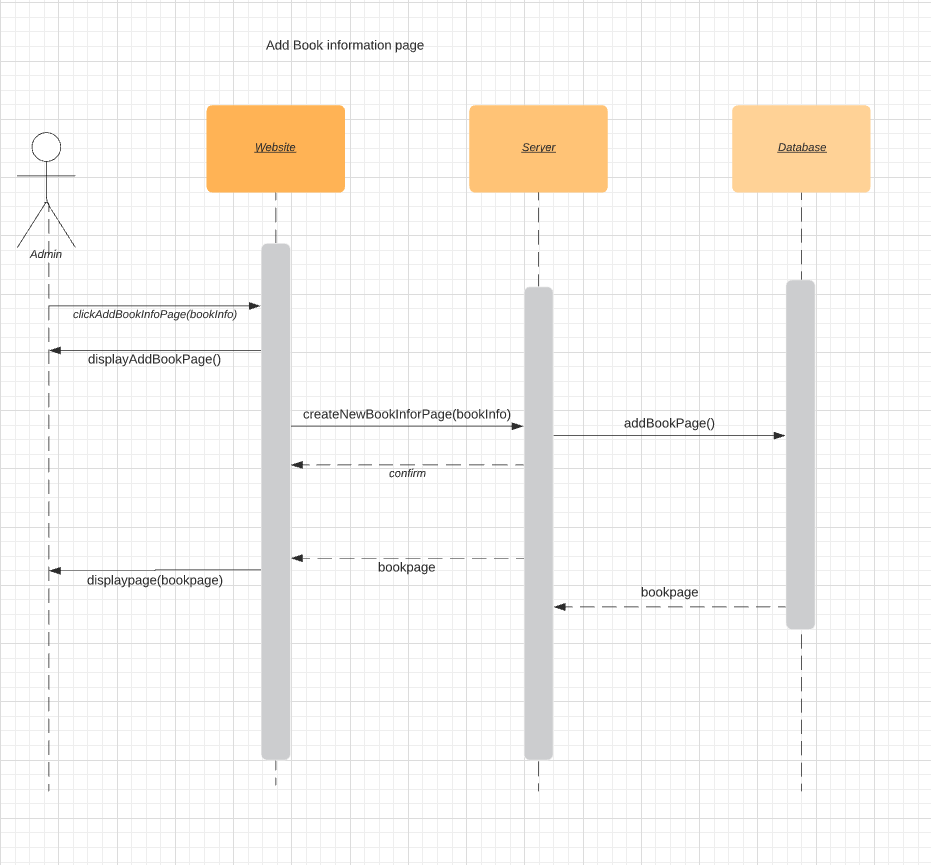 Add Book information page
Website
Server
Database
Admin
clickAddBookInfoPage(bookInfo)
displayAddBookPage()
createNewBookInforPage(bookInfo)
addBookPage()
confirm
bookpage
displaypage(bookpage)
bookpage